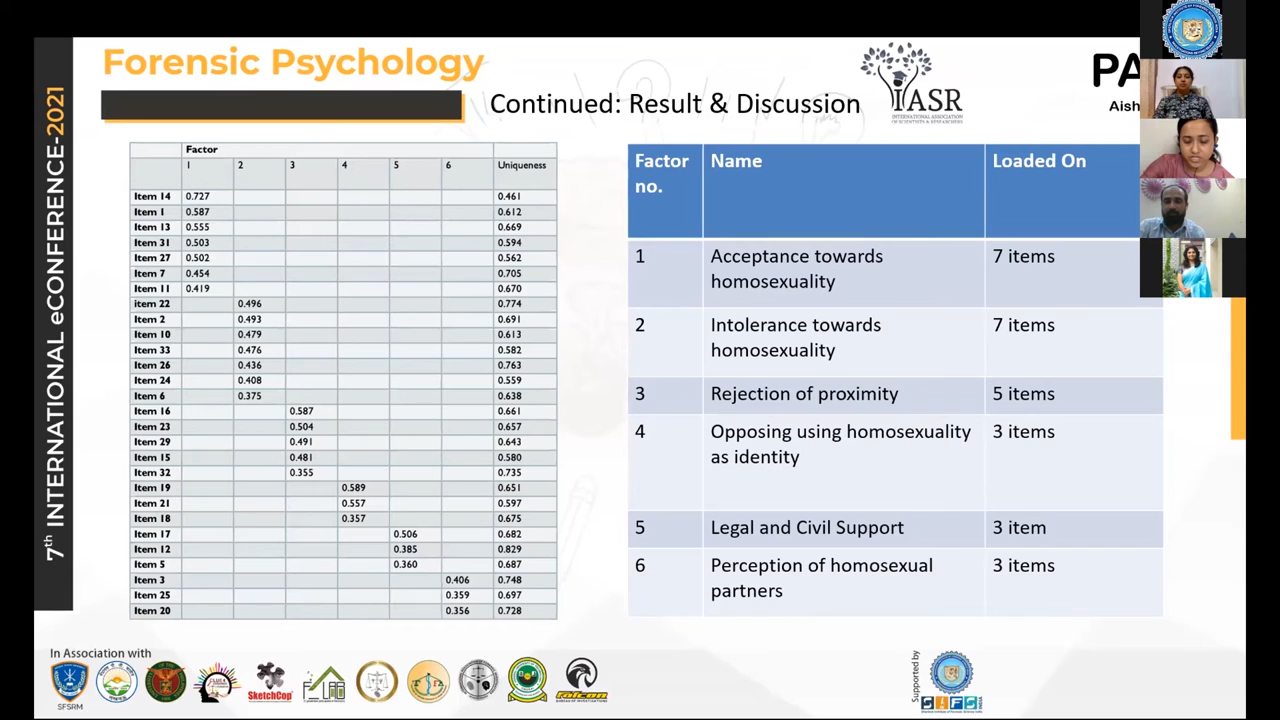 Forensic Psychology
Continued: Result & Discussion
IASR
INTERNATIONAL ASSOCIATION
OF SCIENTISTS & RESEARCHERS
PA
Aish
7th INTERNATIONAL eCONFERENCE-2021
Factor
1 2 3 4 5 6 Uniqueness
Item 14 0.727 0.461
Item 1 0.587 0.612
Item 13 0.555 0.669
Item 31 0.503 0.594
Item 27 0.502 0.562
Item 7 0.454 0.705
Item 11 0.419 0.670
item 22 0.496 0.774
Item 2 0.493 0.691
Item 10 0.479 0.613
Item 33 0.476 0.582
Item 26 0.436 0.763
Item 24 0.408 0.559
Item 6 0.375 0.638
Item 16 0.587 0.661
Item 23 0.504 0.657
Item 29 0.491 0.643
Item 15 0.481 0.580
Item 32 0.355 0.735
Item 19 0.589 0.651
Item 21 0.557 0.597
Item 18 0.357 0.675
Item 17 0.506 0.682
Item 12 0.385 0.829
Item 5 0.360 0.687
Item 3 0.406 0.748
Item 25 0.359 0.697
Item 20 0.356 0.728
Factor no. Name Loaded On
1 Acceptance towards homosexuality 7 items
2 Intolerance towards homosexuality 7 items
3 Rejection of proximity 5 items
4 Opposing using homosexuality as identity 3 items
5 Legal and Civil Support 3 item
6 Perception of homosexual partners 3 items
In Association with
SFSRM
SketchCop
falcon
Supported by
SIFS
INDIA